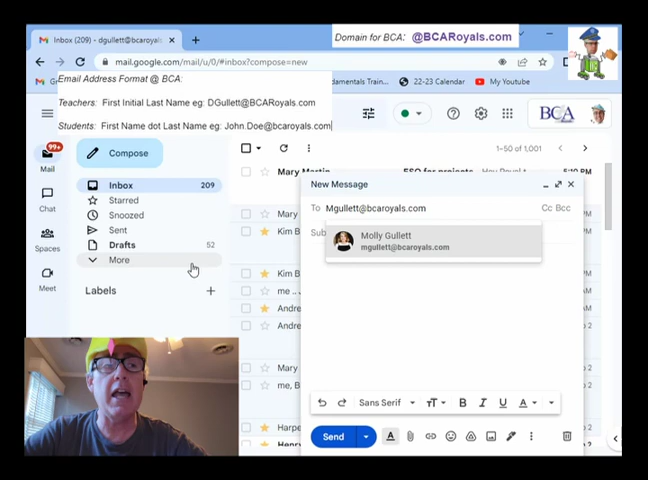 Domain for BCA: @BCARoyals.com
Inbox (209) - dgullett@bcaroyals
mail.google.com/mail/u/0/#inbox?compose=new
22-23 Calendar
My Youtube
Email Address Format @ BCA:
Teachers: First Initial Last Name eg: DGullett@BCARoyals.com
Students: First Name dot Last Name eg: John.Doe@bcaroyals.com
BCA
99+
Mail
Chat
Spaces
Meet
Compose
Inbox 209
Starred
Snoozed
Sent
Drafts 52
More
Labels
1–50 of 1,001
Mary Martin
Mary
Kim B
Kim B
me ..
Andre
Andre
Mary
me, B
Harpe
Henry
New Message
To Mgullett@bcaroyals.com Cc Bcc
Sub
Molly Gullett
mgullett@bcaroyals.com
Sans Serif
B I U A
Send